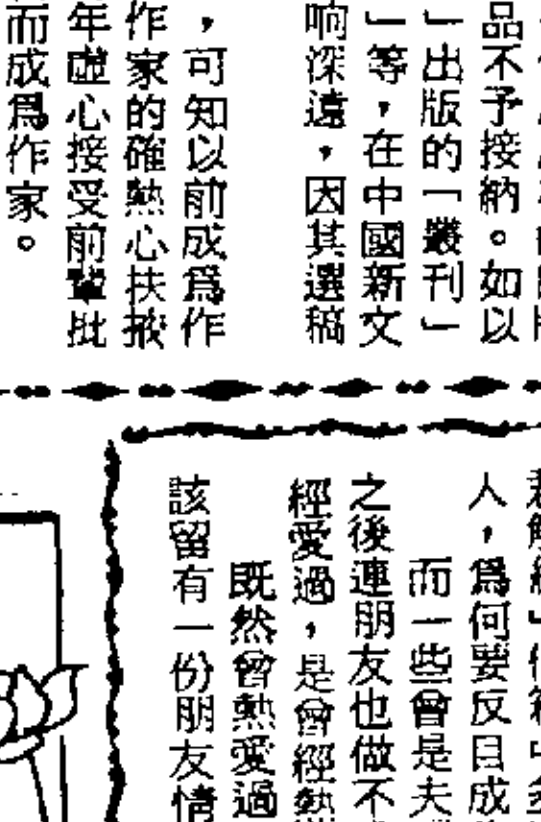 品不予接納。如以
」出版的「叢刊」
」等，在中國新文
响深遠，因其選稿
，可知以前成爲作
作家的確熱心扶掖
年虛心接受前輩批
而成爲作家。
人，爲何要反目成
而一些曾是夫
之後連朋友也做不
經愛過，是曾經熱
既然曾熱愛過
該留有一份朋友情